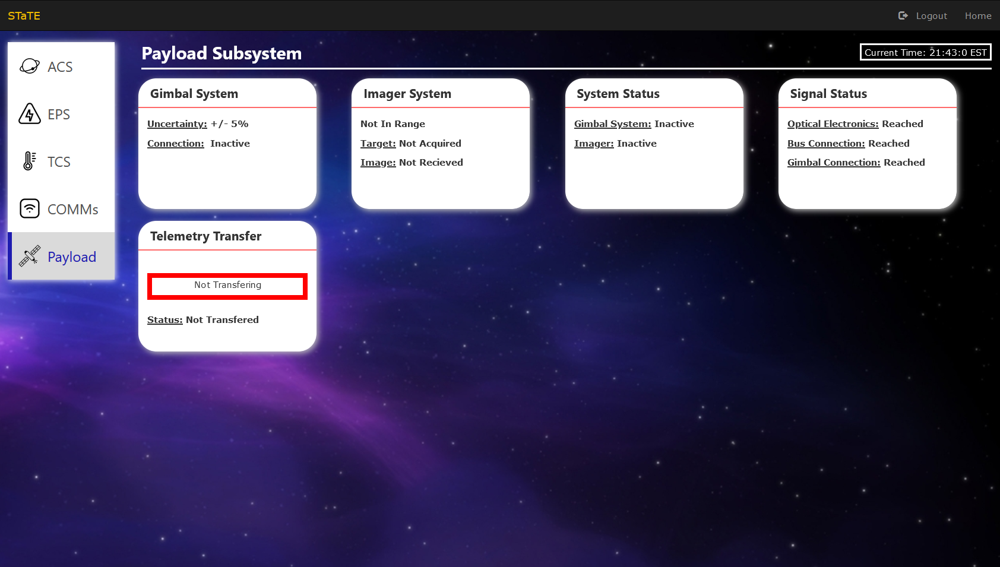 STaTE
Logout
Home
ACS
EPS
TCS
COMMs
Payload
Payload Subsystem
Current Time: 21:43:0 EST
Gimbal System
Uncertainty: +/- 5%
Connection: Inactive
Imager System
Not In Range
Target: Not Acquired
Image: Not Recieved
System Status
Gimbal System: Inactive
Imager: Inactive
Signal Status
Optical Electronics: Reached
Bus Connection: Reached
Gimbal Connection: Reached
Telemetry Transfer
Not Transfering
Status: Not Transfered